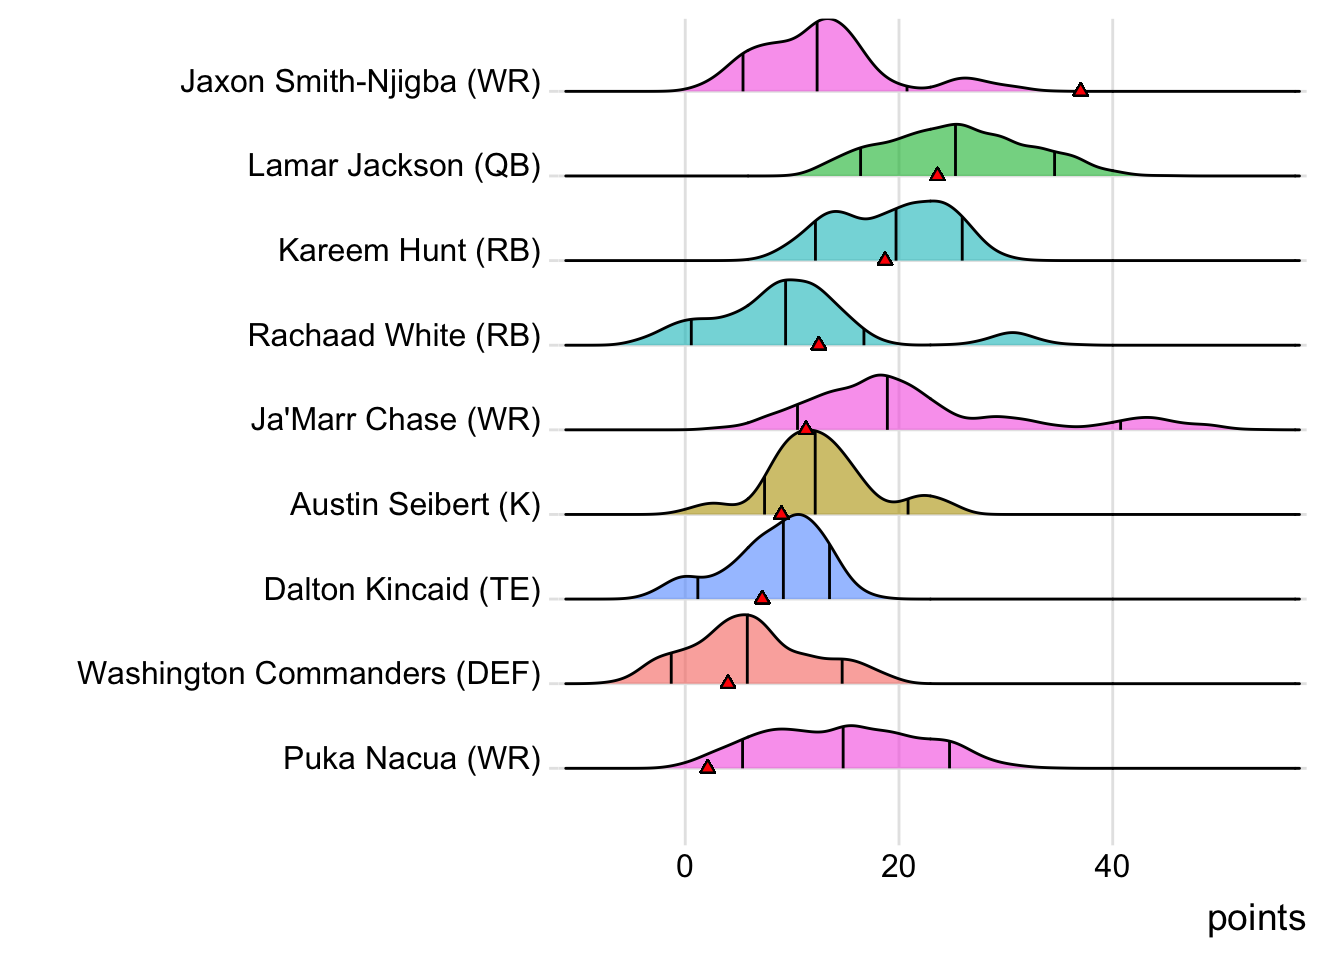 Jaxon Smith-Njigba (WR)
Lamar Jackson (QB)
Kareem Hunt (RB)
Rachaad White (RB)
Ja'Marr Chase (WR)
Austin Seibert (K)
Dalton Kincaid (TE)
Washington Commanders (DEF)
Puka Nacua (WR)
0 20 40
points